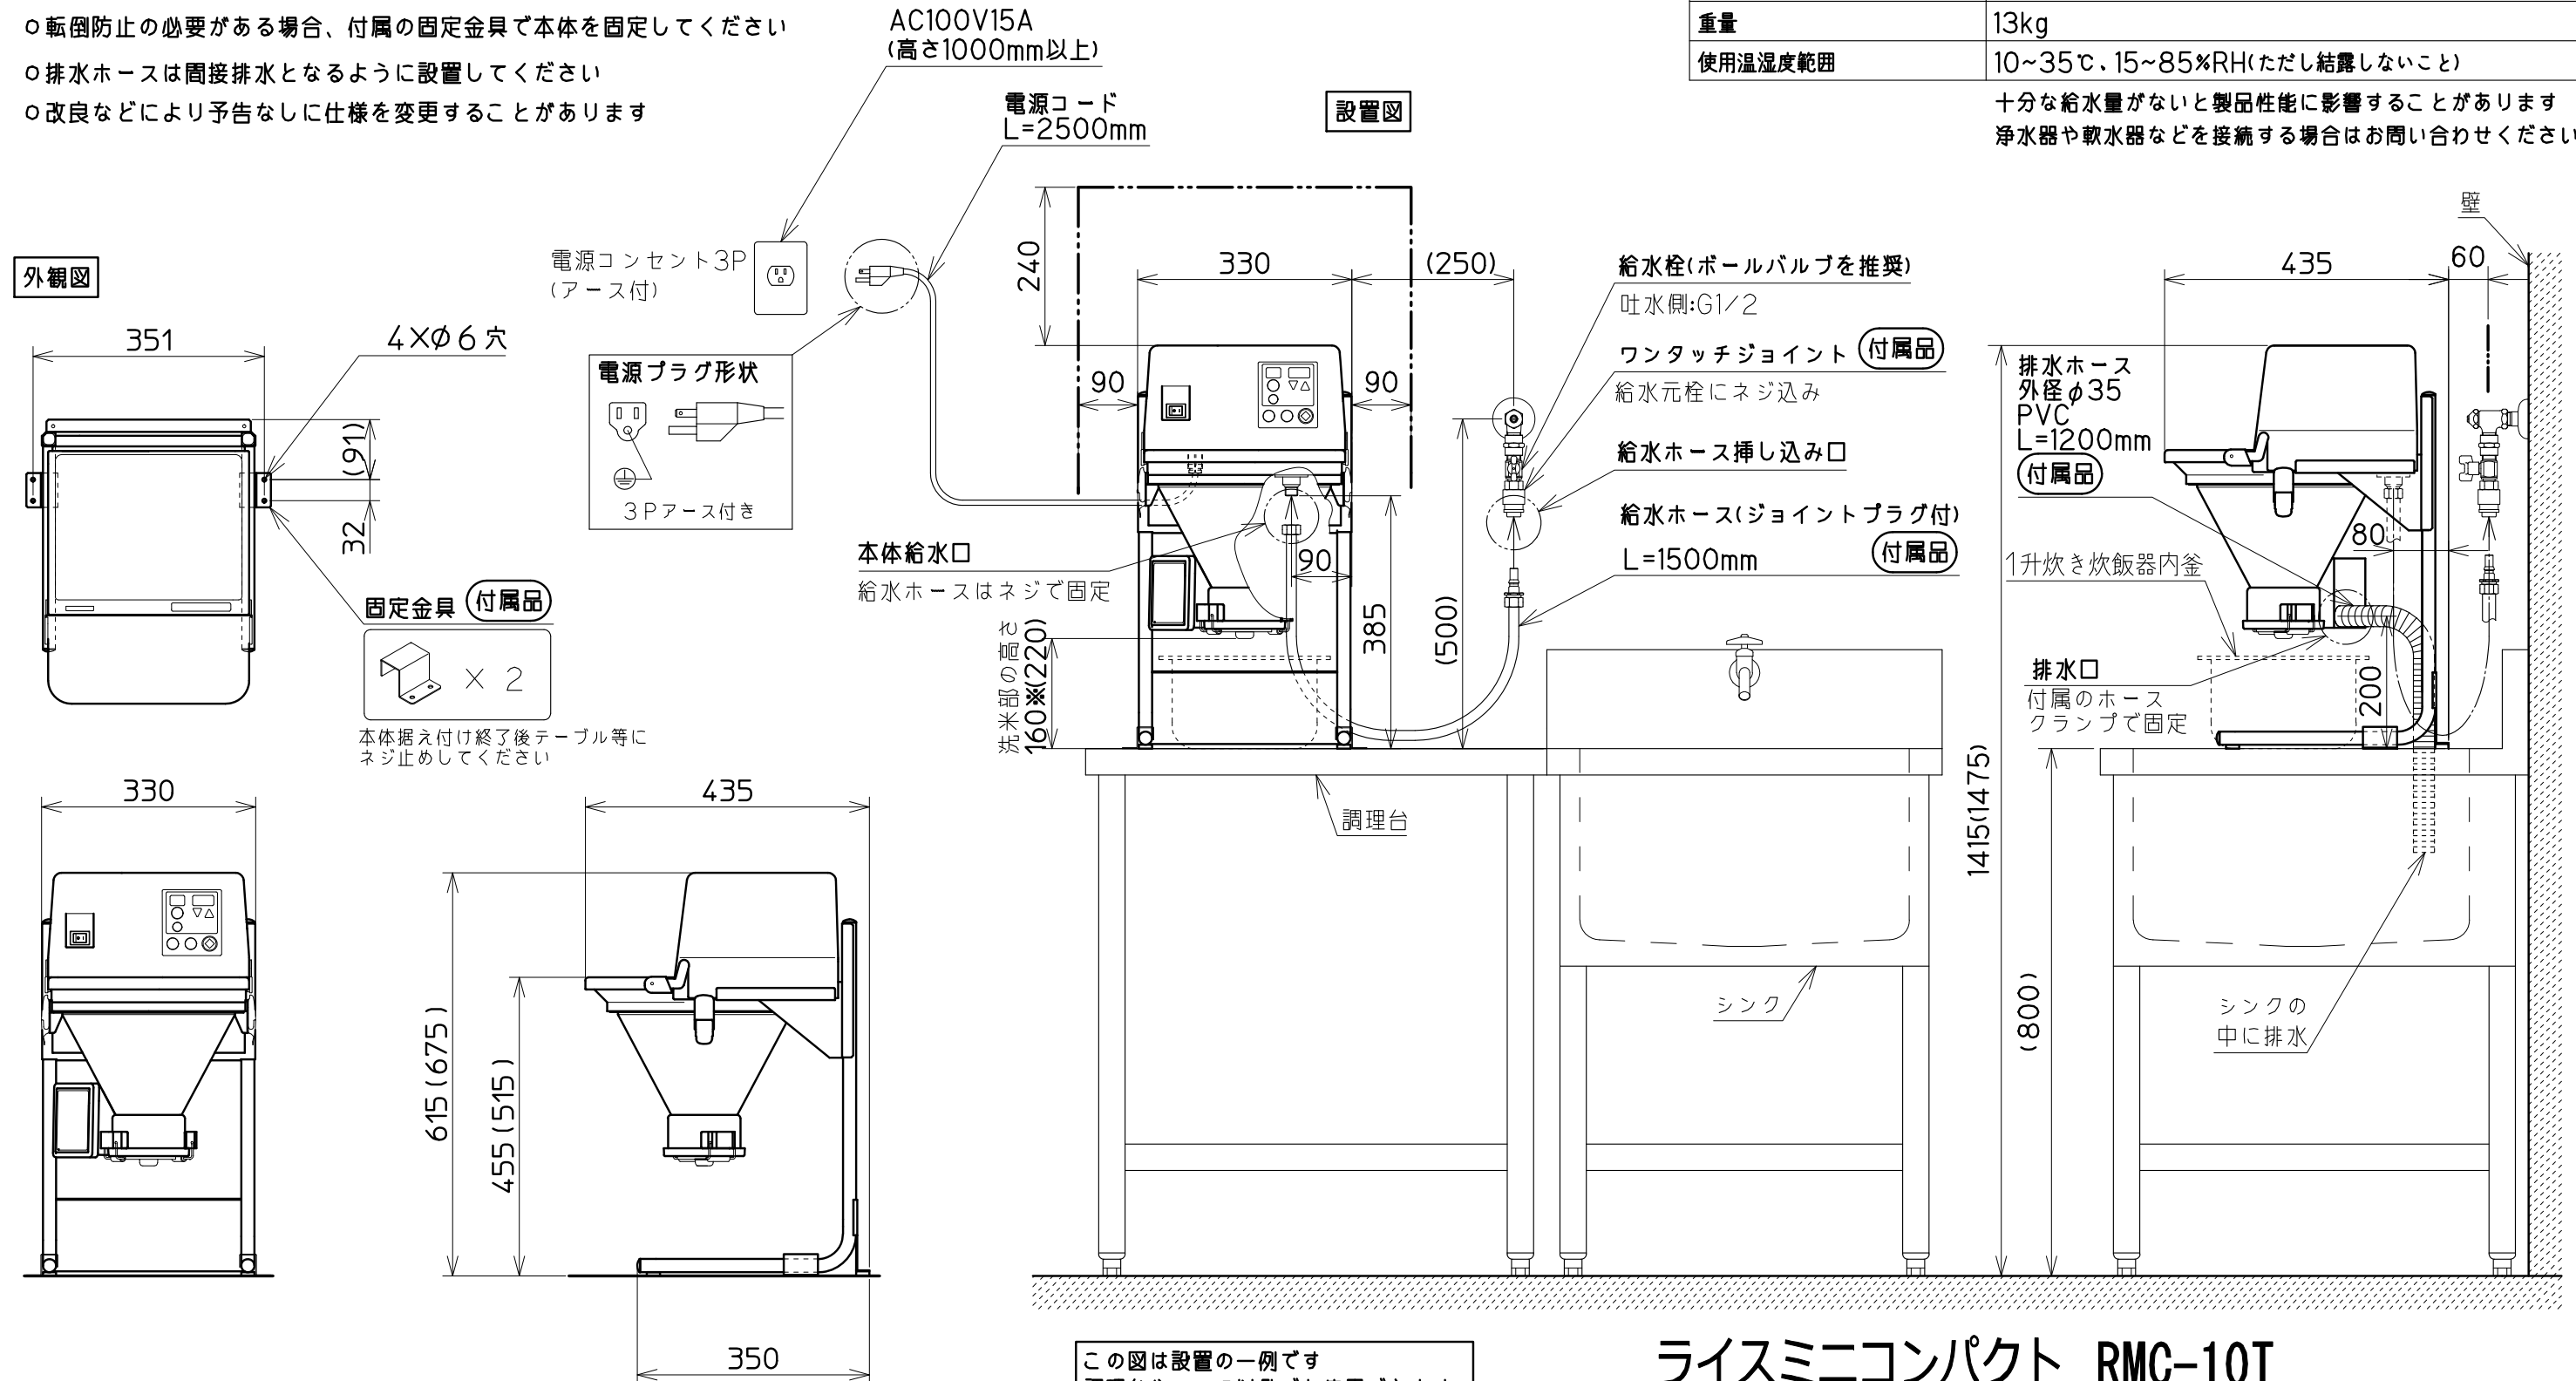 ○転倒防止の必要がある場合、付属の固定金具で本体を固定してください
○排水ホースは間接排水となるように設置してください
○改良などにより予告なしに仕様を変更することがあります
AC100V15A
(高さ1000mm以上)
電源コード
L=2500mm
設置図
重量 13kg
使用温湿度範囲 10~35℃、15~85%RH(ただし結露しないこと)
十分な給水量がないと製品性能に影響することがあります
浄水器や軟水器などを接続する場合はお問い合わせください
外観図
351
4×φ6穴
(91)
32
固定金具 付属品
× 2
本体据え付け終了後テーブル等に
ネジ止めしてください
電源コンセント3P
(アース付)
電源プラグ形状
3Pアース付き
240
330
(250)
90
90
本体給水口
給水ホースはネジで固定
90
385
(500)
洗米部の高さ
160※(220)
給水栓(ボールバルブを推奨)
吐水側:G1/2
ワンタッチジョイント 付属品
給水元栓にネジ込み
給水ホース挿し込み口
給水ホース(ジョイントプラグ付)
L=1500mm 付属品
調理台
シンク
壁
435
60
排水ホース
外径φ35
PVC
L=1200mm
付属品
80
1升炊き炊飯器内釜
排水口
付属のホース
クランプで固定
200
1415(1475)
(800)
シンクの
中に排水
330
435
615(675)
455(515)
350
この図は設置の一例です
ライスミニコンパクト RMC-10T